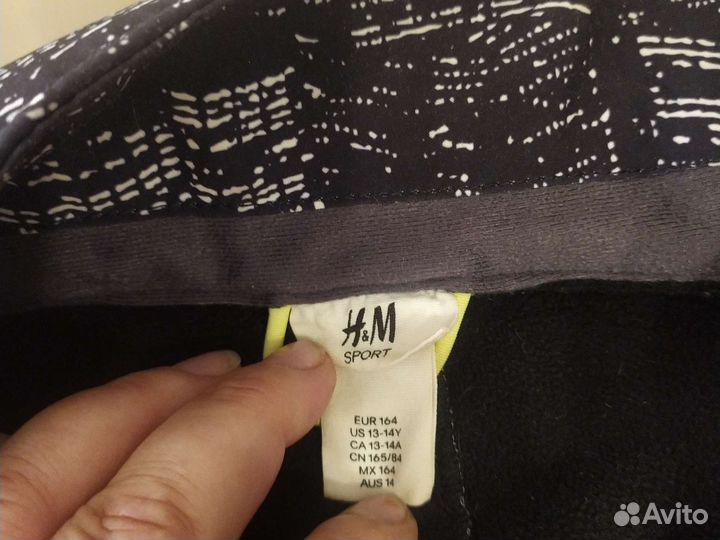 H&M
SPORT
EUR 164
US 13-14Y
CA 13-14A
CN 165/84
MX 164
AUS 14
Avito